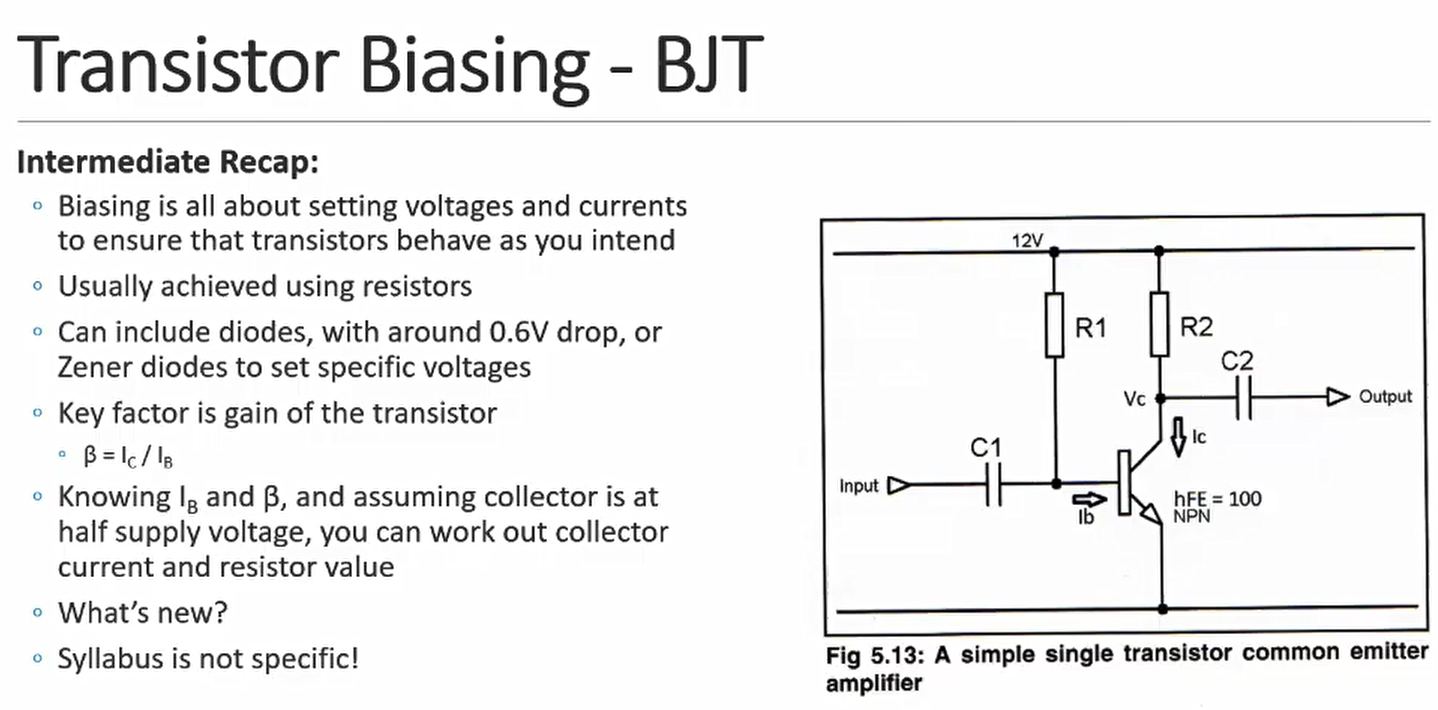 Transistor Biasing - BJT
Intermediate Recap:
Biasing is all about setting voltages and currents
to ensure that transistors behave as you intend
Usually achieved using resistors
Can include diodes, with around 0.6V drop, or
Zener diodes to set specific voltages
Key factor is gain of the transistor
β = I_C / I_B
Knowing I_B and β, and assuming collector is at
half supply voltage, you can work out collector
current and resistor value
What's new?
Syllabus is not specific!
12V
R1
R2
C2
Vc
Output
Ic
C1
Input
Ib
hFE = 100
NPN
Fig 5.13: A simple single transistor common emitter
amplifier